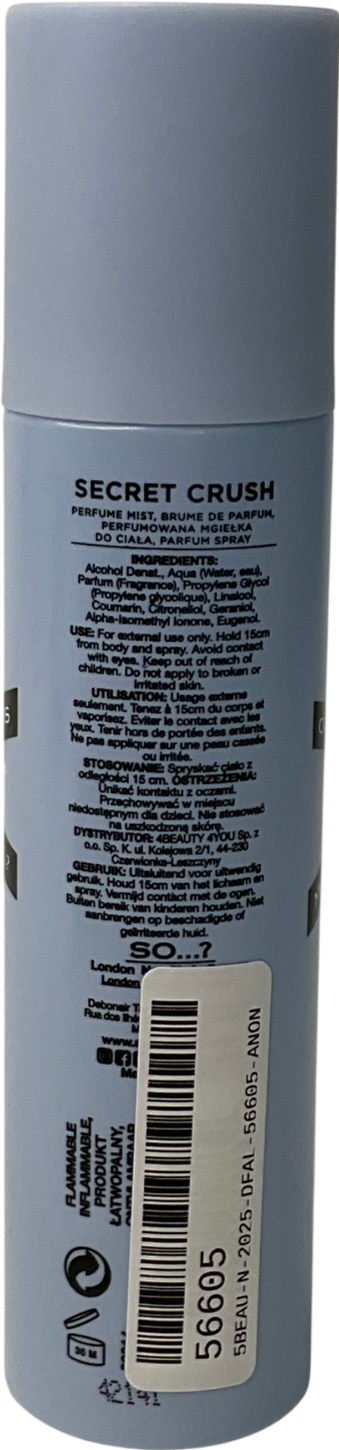 SECRET CRUSH
PERFUME MIST, BRUME DE PARFUM,
PERFUMOWANA MGIEŁKA
DO CIAŁA, PARFUM SPRAY
INGREDIENTS:
Alcohol Denat., Aqua (Water, eau),
Parfum (Fragrance), Propylene Glycol
(Propylene glycolique), Linalool,
Coumarin, Citronellol, Geraniol,
Alpha-Isomethyl Ionone, Eugenol.
USE: For external use only. Hold 15cm
from body and spray. Avoid contact
with eyes. Keep out of reach of
children. Do not apply to broken or
irritated skin.
UTILISATION: Usage externe
seulement. Tenez à 15cm du corps et
vaporisez. Eviter le contact avec les
yeux. Tenir hors de portée des enfants.
Ne pas appliquer sur une peau cassée
ou irritée.
STOSOWANIE: Spryskać ciało z
odległości 15 cm. OSTRZEŻENIA:
Unikać kontaktu z oczami.
Przechowywać w miejscu
niedostępnym dla dzieci. Nie stosować
na uszkodzoną skórę.
DYSTRYBUTOR: 4BEAUTY 4YOU Sp. z
o.o. Sp. K. ul. Kolejowa 2/1, 44-230
Czerwionka-Leszczyny
GEBRUIK: Uitsluitend voor uitwendig
gebruik. Houd 15cm van het lichaam en
spray. Vermijd contact met de ogen.
Buiten bereik van kinderen houden. Niet
aanbrengen op beschadigde of
geïrriteerde huid.
SO...?
London
London
Debonair
www.
FLAMMABLE
INFLAMMABLE,
PRODUKT
ŁATWOPALNY,
36 M
42141
56605
5BEAU-N-2025-DFAL-56605-ANON